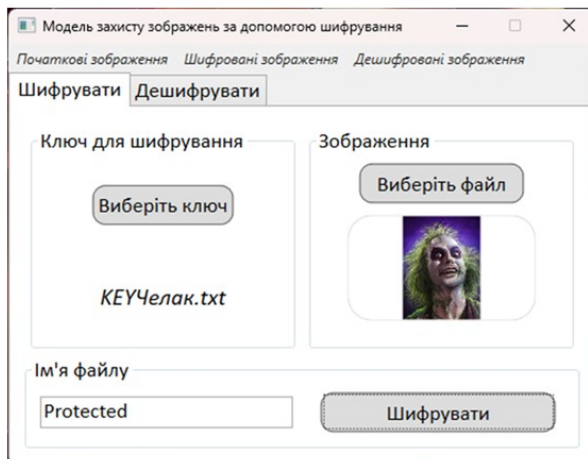 Модель захисту зображень за допомогою шифрування
Початкові зображення Шифровані зображення Дешифровані зображення
Шифрувати Дешифрувати
Ключ для шифрування
Виберіть ключ
KEYЧелак.txt
Зображення
Виберіть файл
Ім'я файлу
Protected
Шифрувати